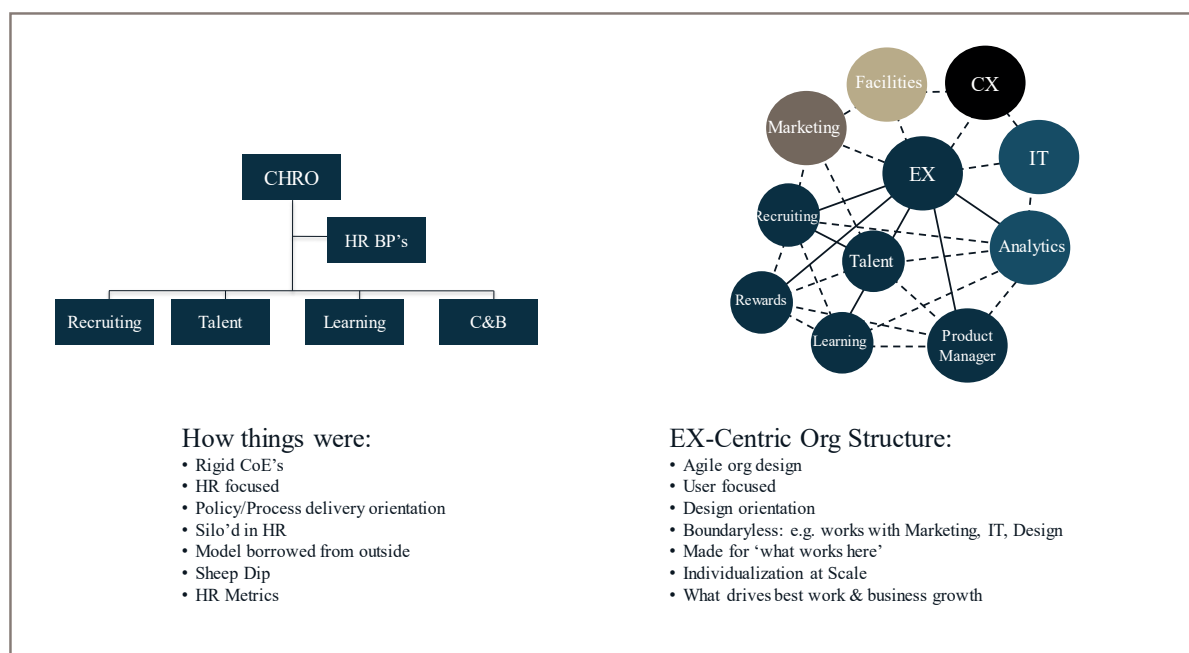 CHRO
HR BP's
Recruiting
Talent
Learning
C&B
How things were:
• Rigid CoE's
• HR focused
• Policy/Process delivery orientation
• Silo'd in HR
• Model borrowed from outside
• Sheep Dip
• HR Metrics
Facilities
CX
Marketing
IT
EX
Recruiting
Analytics
Talent
Rewards
Learning
Product
Manager
EX-Centric Org Structure:
• Agile org design
• User focused
• Design orientation
• Boundaryless: e.g. works with Marketing, IT, Design
• Made for ‘what works here’
• Individualization at Scale
• What drives best work & business growth